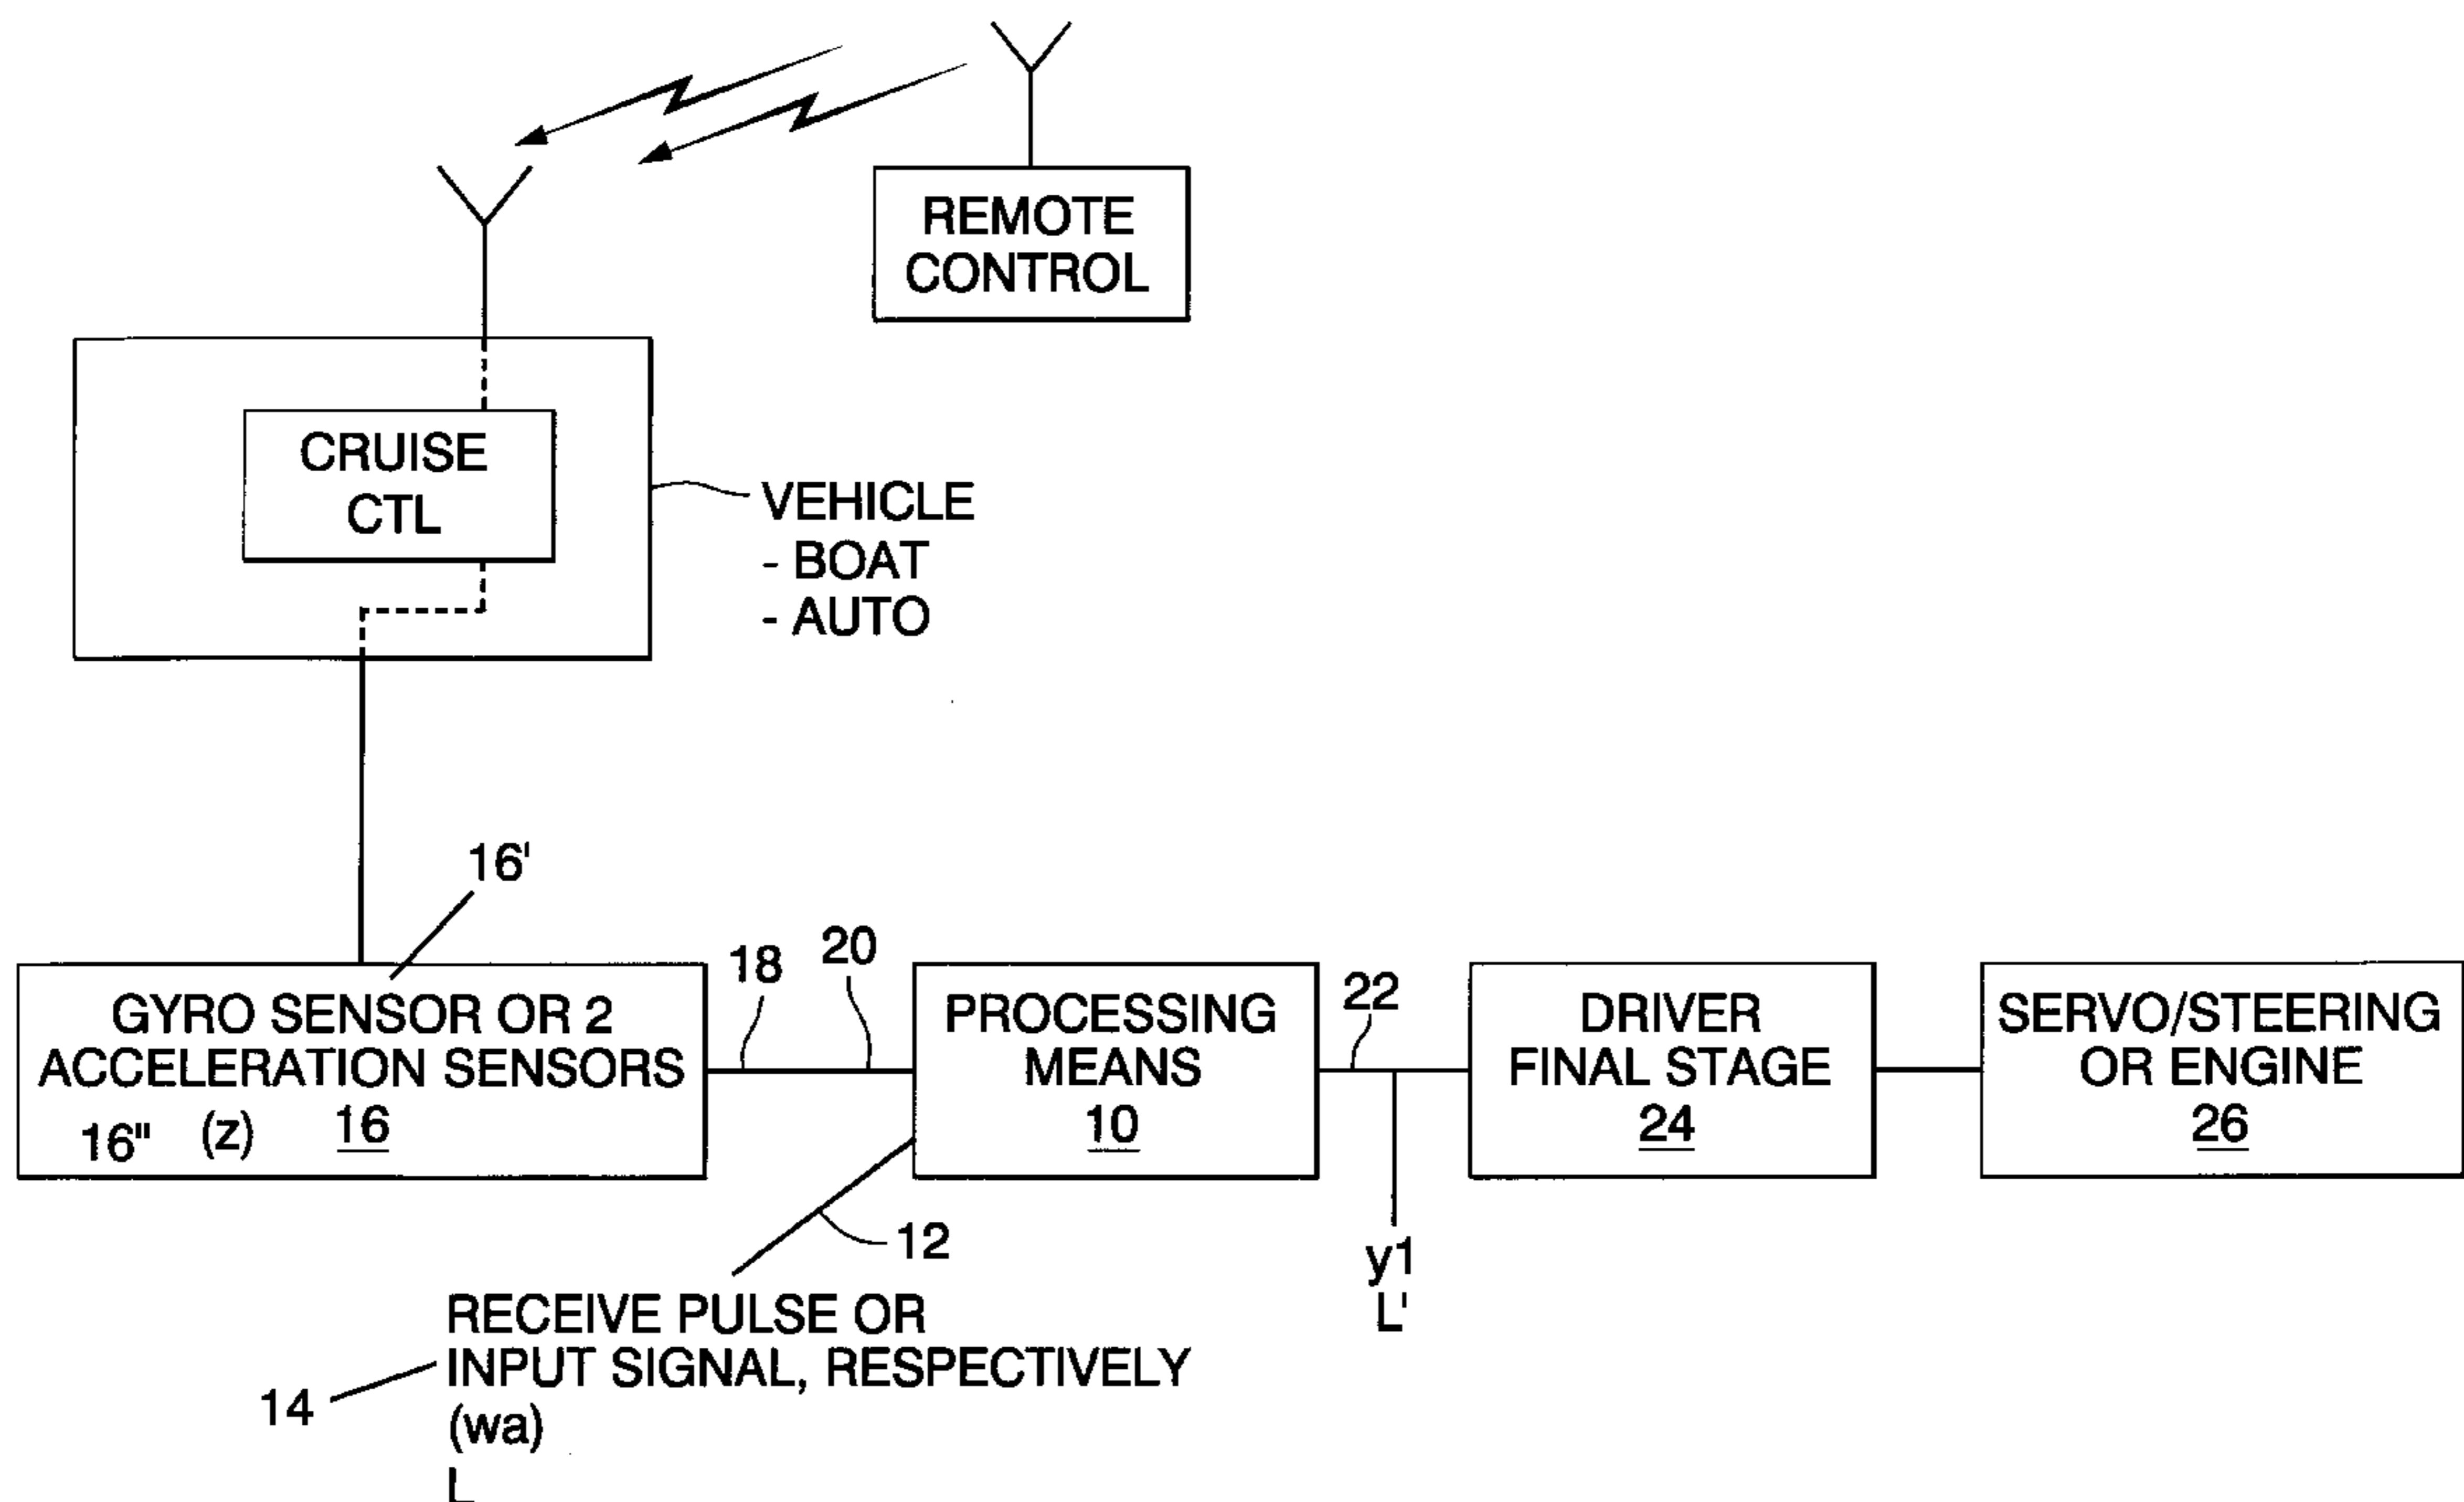 REMOTE
CONTROL
CRUISE
CTL
VEHICLE
- BOAT
- AUTO
16'
18
20
22
GYRO SENSOR OR 2
ACCELERATION SENSORS
16" (z) 16
PROCESSING
MEANS
10
DRIVER
FINAL STAGE
24
SERVO/STEERING
OR ENGINE
26
12
y1
L'
RECEIVE PULSE OR
INPUT SIGNAL, RESPECTIVELY
14
(wa)
L